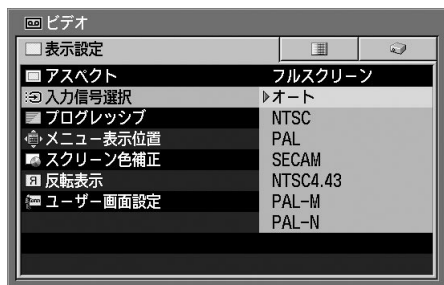 ビデオ
表示設定
アスペクト フルスクリーン
入力信号選択 オート
プログレッシブ NTSC
メニュー表示位置 PAL
スクリーン色補正 SECAM
反転表示 NTSC4.43
ユーザー画面設定 PAL-M
PAL-N